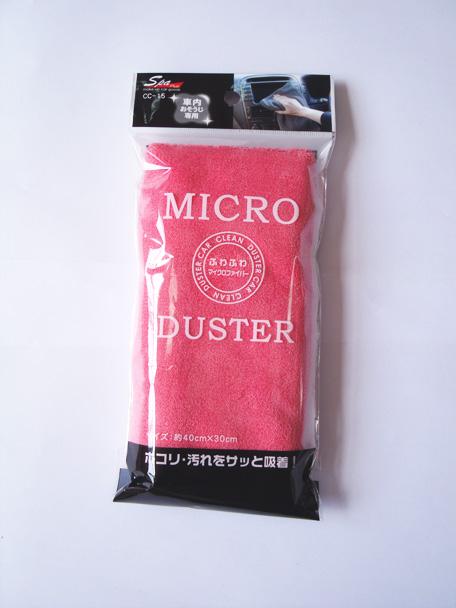 Spa
CC-15
車内
おそうじ
専用
MICRO
CAR CLEAN DUSTER CAR CLEAN DUSTER
ふわふわ
マイクロファイバー
DUSTER
イズ:約40cm×30cm
ホコリ・汚れをサッと吸着